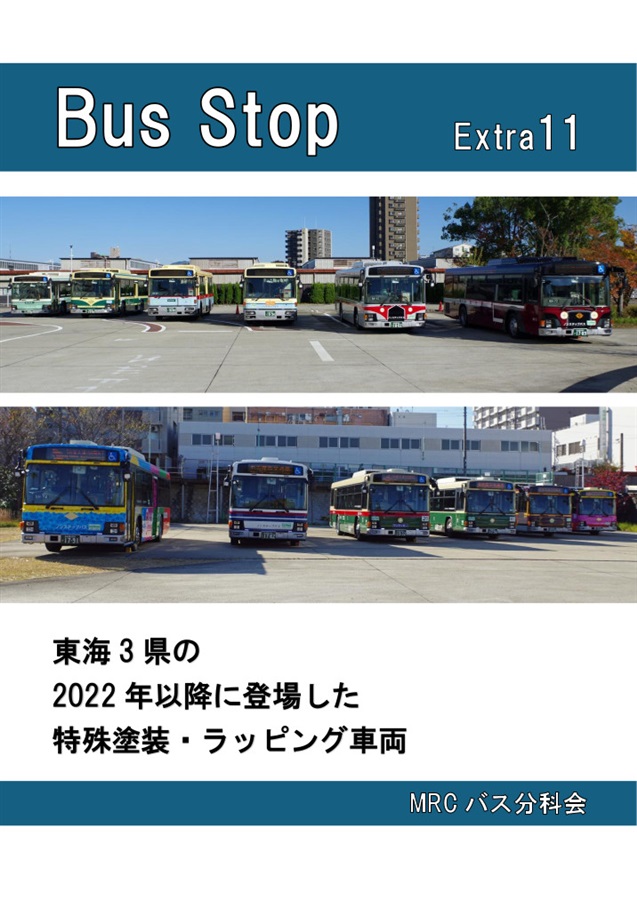 Bus Stop
Extra11
東海3県の
2022年以降に登場した
特殊塗装・ラッピング車両
MRCバス分科会